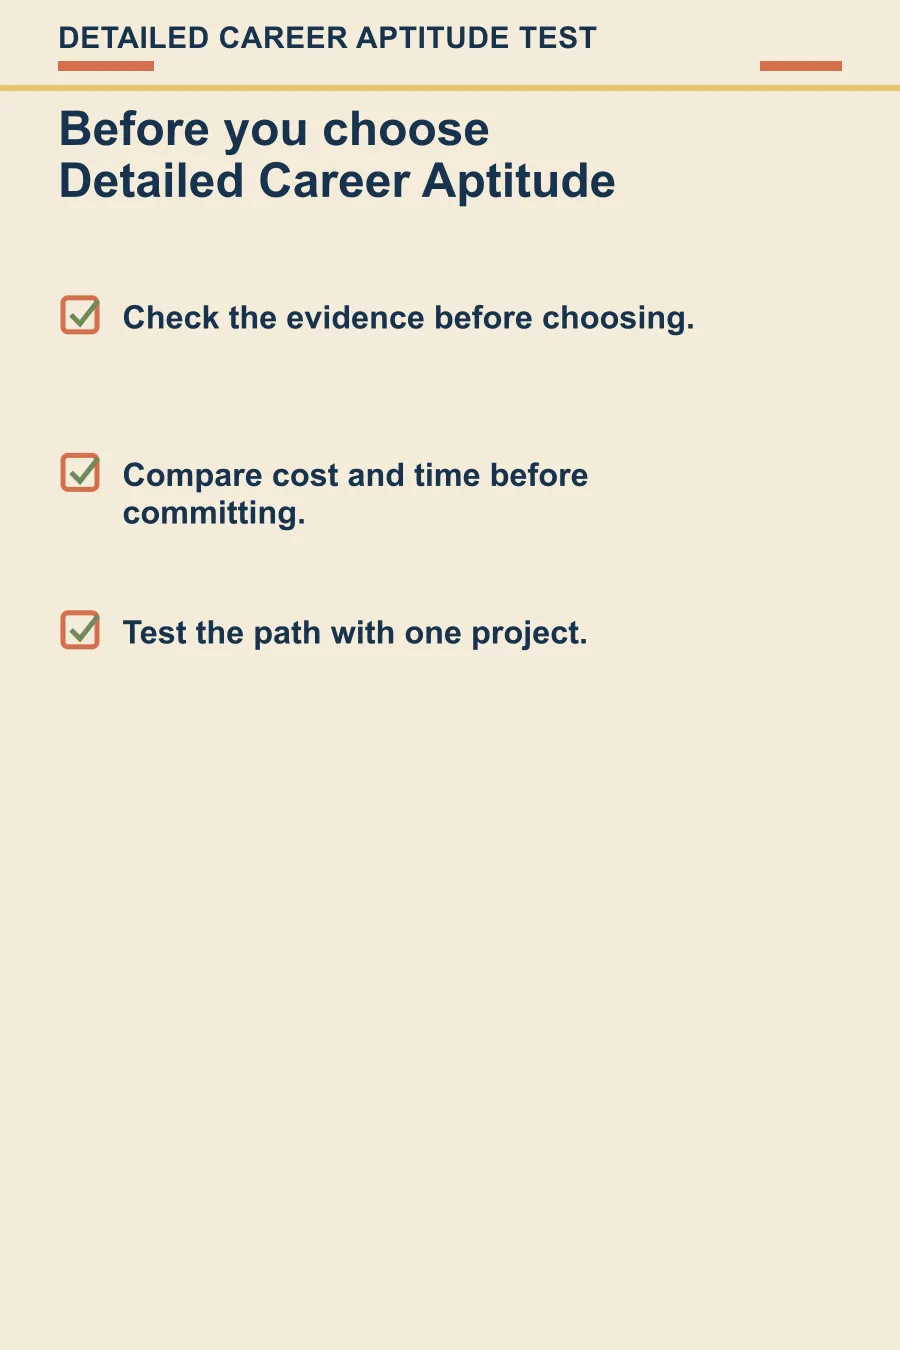 DETAILED CAREER APTITUDE TEST
Before you choose
Detailed Career Aptitude
Check the evidence before choosing.
Compare cost and time before
committing.
Test the path with one project.